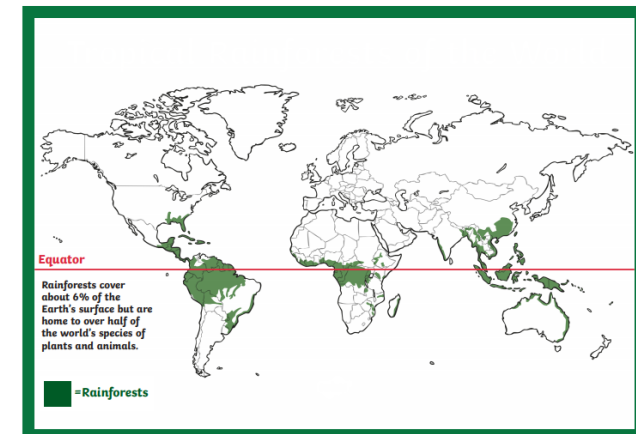 Equator
Rainforests cover
about 6% of the
Earth's surface but are
home to over half of
the world's species of
plants and animals.
=Rainforests